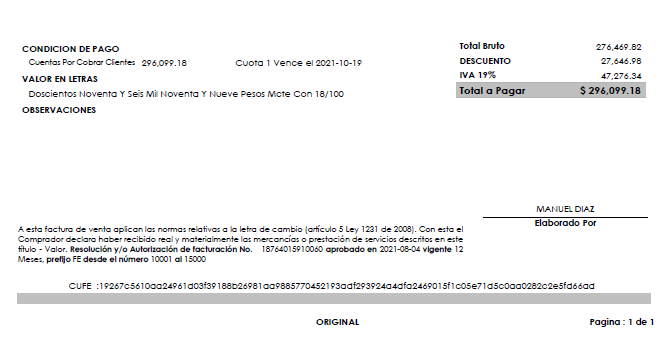 CONDICION DE PAGO
Cuentas Por Cobrar Clientes 296,099.18 Cuota 1 Vence el 2021-10-19
VALOR EN LETRAS
Doscientos Noventa Y Seis Mil Noventa Y Nueve Pesos Mcte Con 18/100
OBSERVACIONES
Total Bruto 276,469.82
DESCUENTO 27,646.98
IVA 19% 47,276.34
Total a Pagar $ 296,099.18
MANUEL DIAZ
Elaborado Por
A esta factura de venta aplican las normas relativas a la letra de cambio (artículo 5 Ley 1231 de 2008). Con esta el
Comprador declara haber recibido real y materialmente las mercancías o prestación de servicios descritos en este
título - Valor. Resolución y/o Autorización de facturación No. 18764015910060 aprobado en 2021-08-04 vigente 12
Meses, prefijo FE desde el número 10001 al 15000
CUFE :19267c5610aa24961d03f39188b26981aa9885770452193adf293924a4dfa2469015f1c05e71d5c0aa0282c2e5fd66ad
ORIGINAL
Pagina : 1 de 1